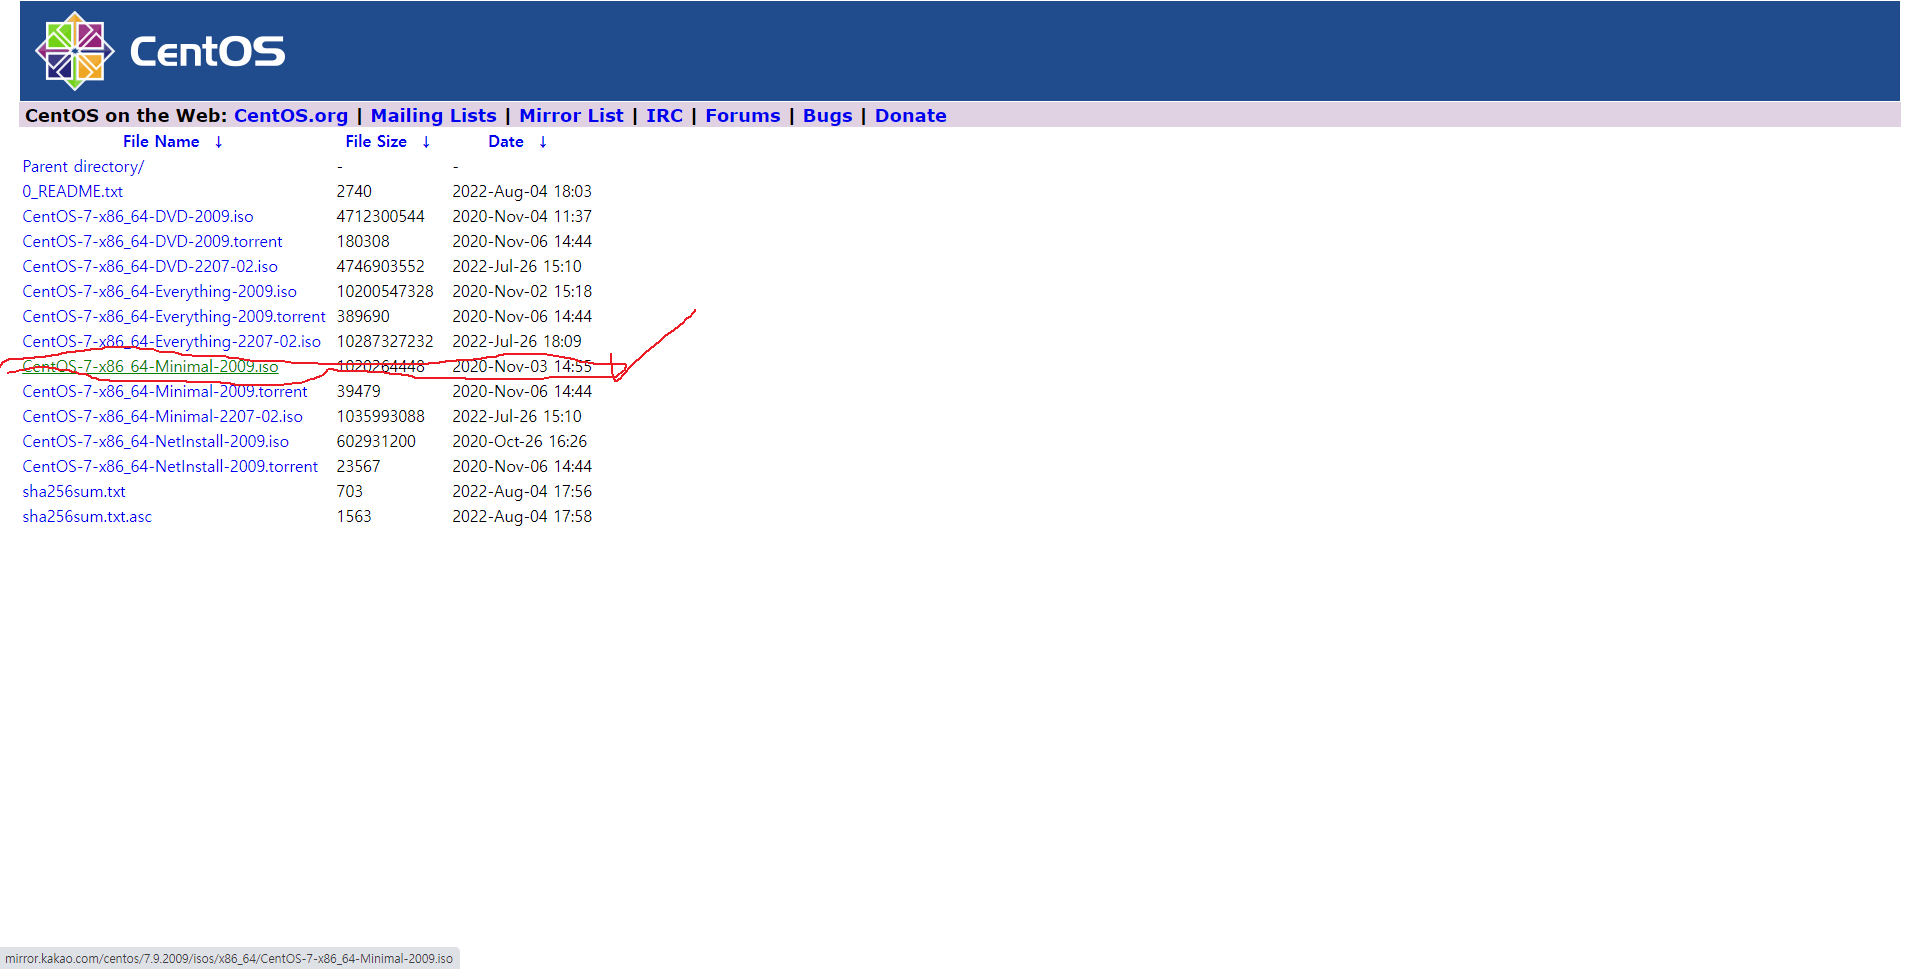 CentOS
CentOS on the Web: CentOS.org | Mailing Lists | Mirror List | IRC | Forums | Bugs | Donate
File Name ↓ File Size ↓ Date ↓
Parent directory/ - -
0_README.txt 2740 2022-Aug-04 18:03
CentOS-7-x86_64-DVD-2009.iso 4712300544 2020-Nov-04 11:37
CentOS-7-x86_64-DVD-2009.torrent 180308 2020-Nov-06 14:44
CentOS-7-x86_64-DVD-2207-02.iso 4746903552 2022-Jul-26 15:10
CentOS-7-x86_64-Everything-2009.iso 10200547328 2020-Nov-02 15:18
CentOS-7-x86_64-Everything-2009.torrent 389690 2020-Nov-06 14:44
CentOS-7-x86_64-Everything-2207-02.iso 10287327232 2022-Jul-26 18:09
CentOS-7-x86_64-Minimal-2009.iso 1020264448 2020-Nov-03 14:55
CentOS-7-x86_64-Minimal-2009.torrent 39479 2020-Nov-06 14:44
CentOS-7-x86_64-Minimal-2207-02.iso 1035993088 2022-Jul-26 15:10
CentOS-7-x86_64-NetInstall-2009.iso 602931200 2020-Oct-26 16:26
CentOS-7-x86_64-NetInstall-2009.torrent 23567 2020-Nov-06 14:44
sha256sum.txt 703 2022-Aug-04 17:56
sha256sum.txt.asc 1563 2022-Aug-04 17:58
mirror.kakao.com/centos/7.9.2009/isos/x86_64/CentOS-7-x86_64-Minimal-2009.iso